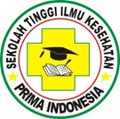 SEKOLAH TINGGI ILMU KESEHATAN
PRIMA INDONESIA